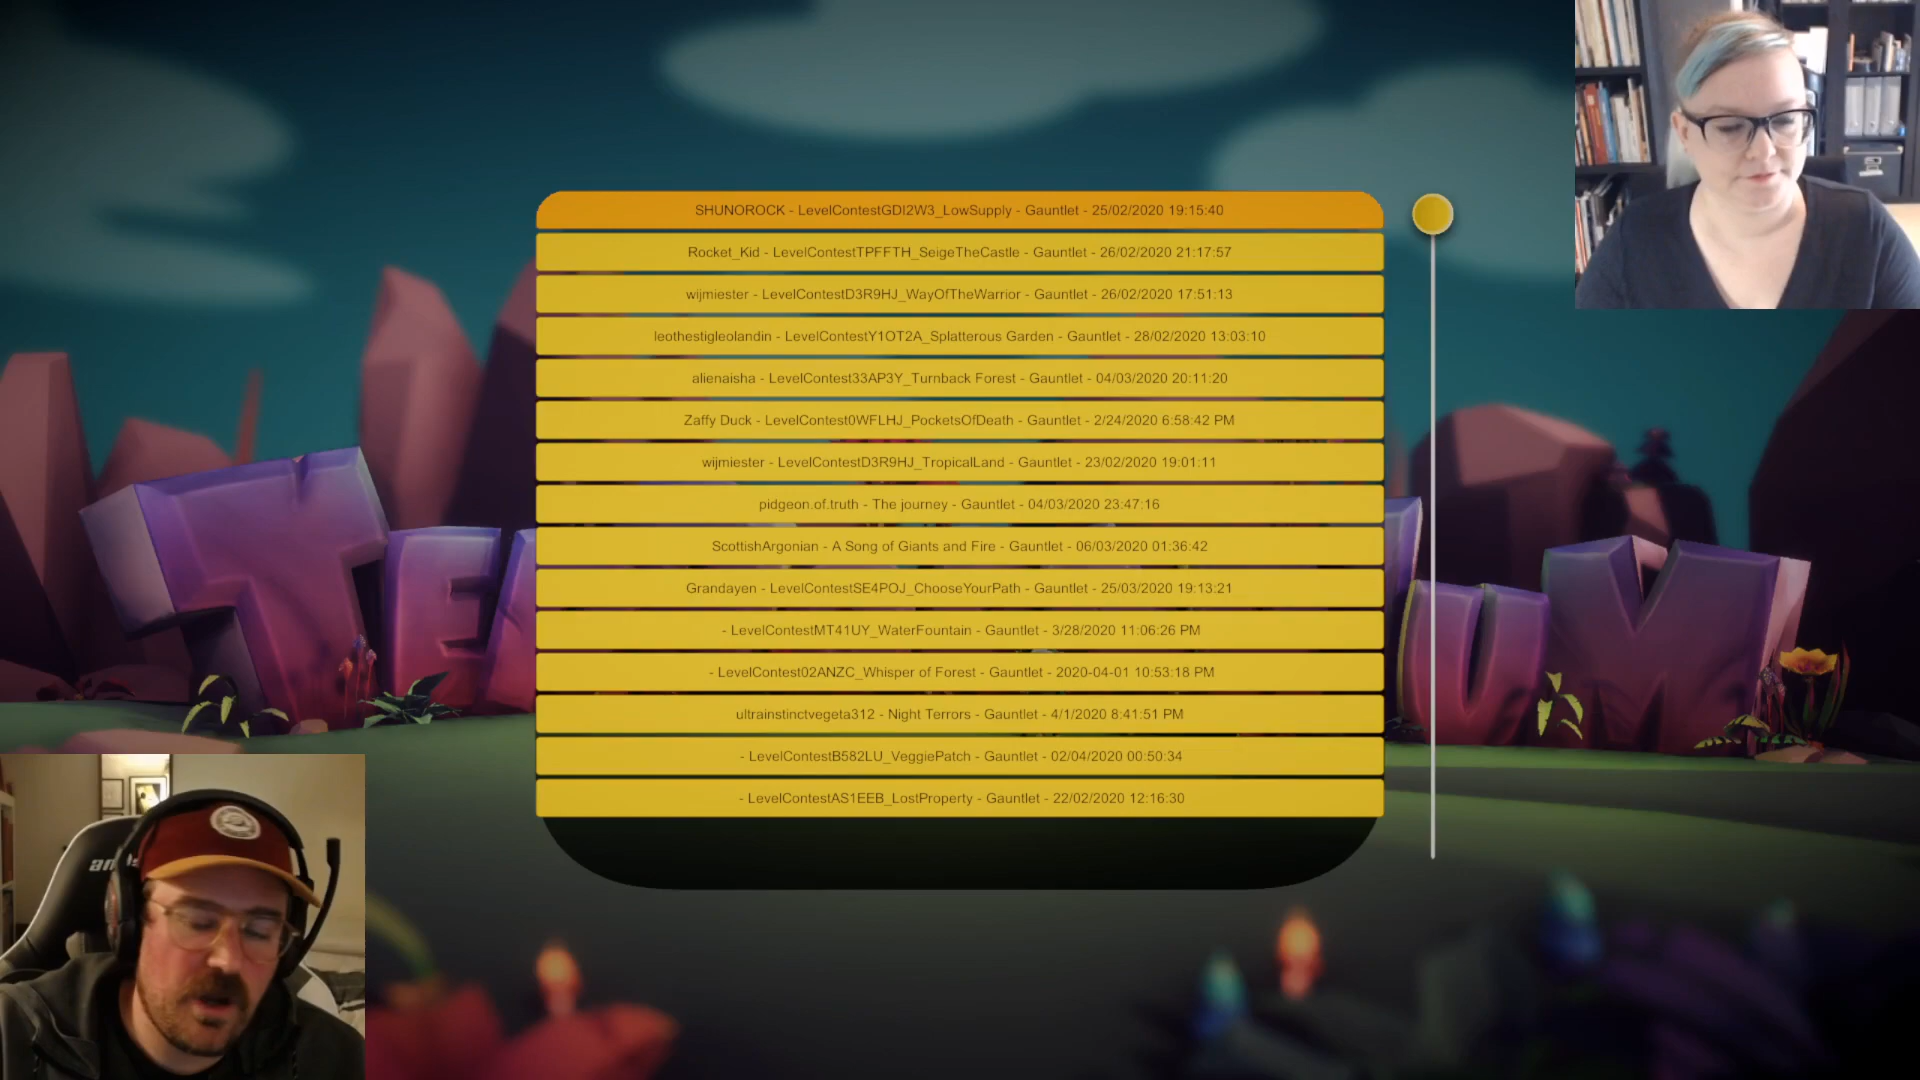 SHUNOROCK - LevelContestGDI2W3_LowSupply - Gauntlet - 25/02/2020 19:15:40
Rocket_Kid - LevelContestTPFFTH_SeigeTheCastle - Gauntlet - 26/02/2020 21:17:57
wijmiester - LevelContestD3R9HJ_WayOfTheWarrior - Gauntlet - 26/02/2020 17:51:13
leothestigleolandin - LevelContestY1OT2A_Splatterous Garden - Gauntlet - 28/02/2020 13:03:10
alienaisha - LevelContest33AP3Y_Turnback Forest - Gauntlet - 04/03/2020 20:11:20
Zaffy Duck - LevelContest0WFLHJ_PocketsOfDeath - Gauntlet - 2/24/2020 6:58:42 PM
wijmiester - LevelContestD3R9HJ_TropicalLand - Gauntlet - 23/02/2020 19:01:11
pidgeon.of.truth - The journey - Gauntlet - 04/03/2020 23:47:16
ScottishArgonian - A Song of Giants and Fire - Gauntlet - 06/03/2020 01:36:42
Grandayen - LevelContestSE4POJ_ChooseYourPath - Gauntlet - 25/03/2020 19:13:21
- LevelContestMT41UY_WaterFountain - Gauntlet - 3/28/2020 11:06:26 PM
- LevelContest02ANZC_Whisper of Forest - Gauntlet - 2020-04-01 10:53:18 PM
ultrainstinctvegeta312 - Night Terrors - Gauntlet - 4/1/2020 8:41:51 PM
- LevelContestB582LU_VeggiePatch - Gauntlet - 02/04/2020 00:50:34
- LevelContestAS1EEB_LostProperty - Gauntlet - 22/02/2020 12:16:30